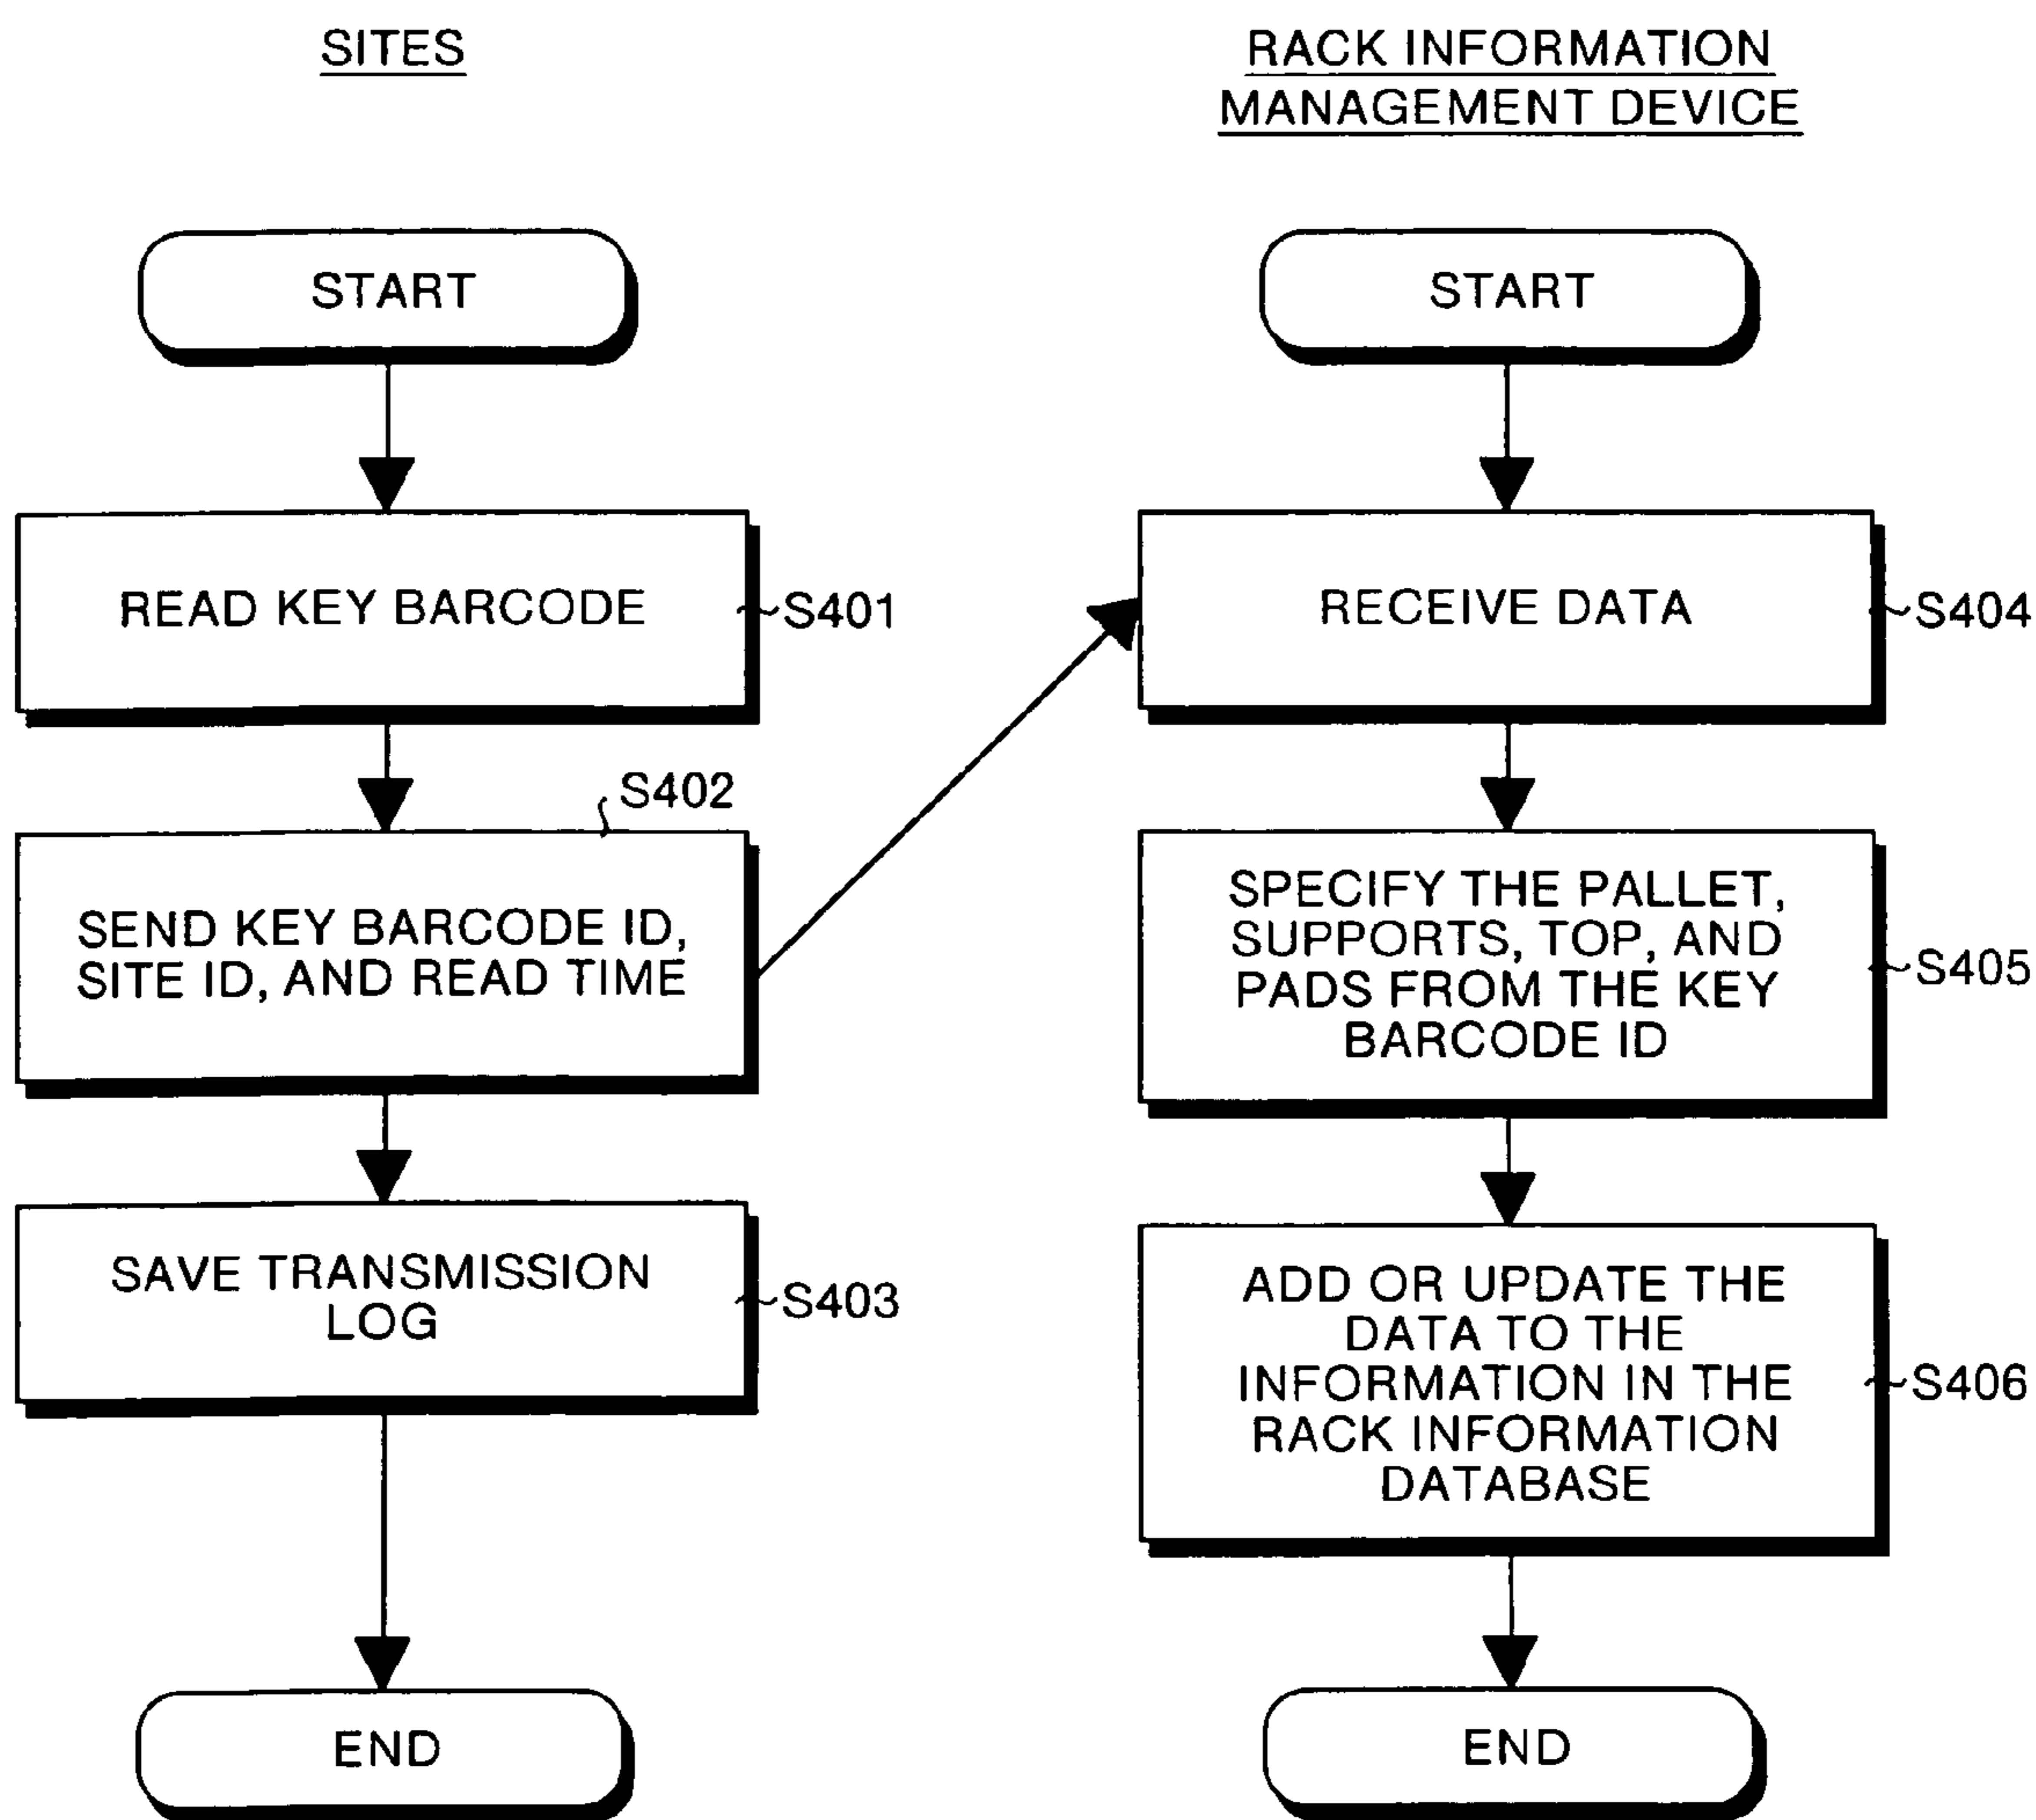 SITES
START
READ KEY BARCODE
S401
S402
SEND KEY BARCODE ID,
SITE ID, AND READ TIME
SAVE TRANSMISSION
LOG
S403
END
RACK INFORMATION
MANAGEMENT DEVICE
START
RECEIVE DATA
S404
SPECIFY THE PALLET,
SUPPORTS, TOP, AND
PADS FROM THE KEY
BARCODE ID
S405
ADD OR UPDATE THE
DATA TO THE
INFORMATION IN THE
RACK INFORMATION
DATABASE
S406
END